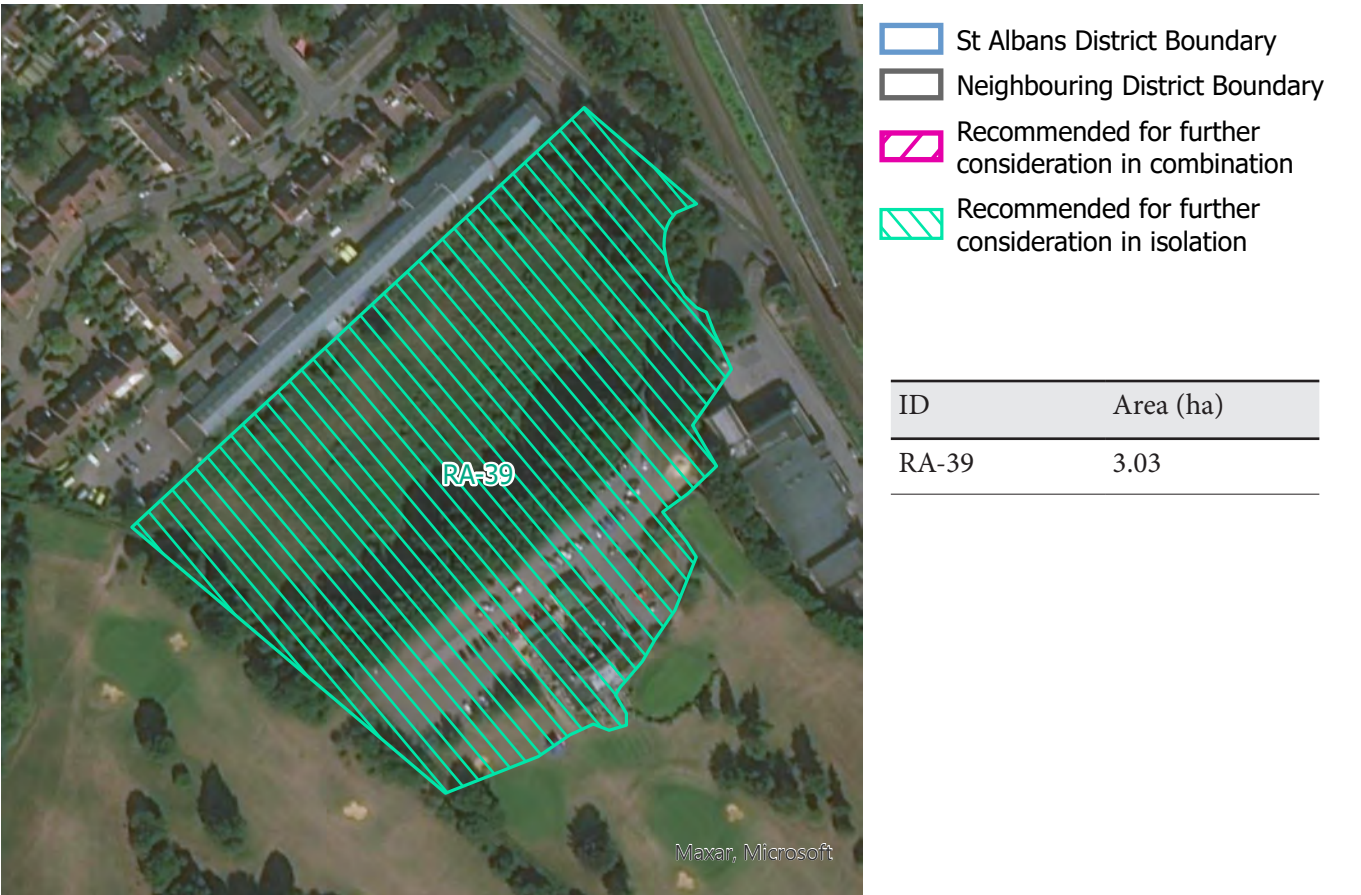 St Albans District Boundary
Neighbouring District Boundary
Recommended for further
consideration in combination
Recommended for further
consideration in isolation
ID Area (ha)
RA-39 3.03
RA-39
Maxar, Microsoft